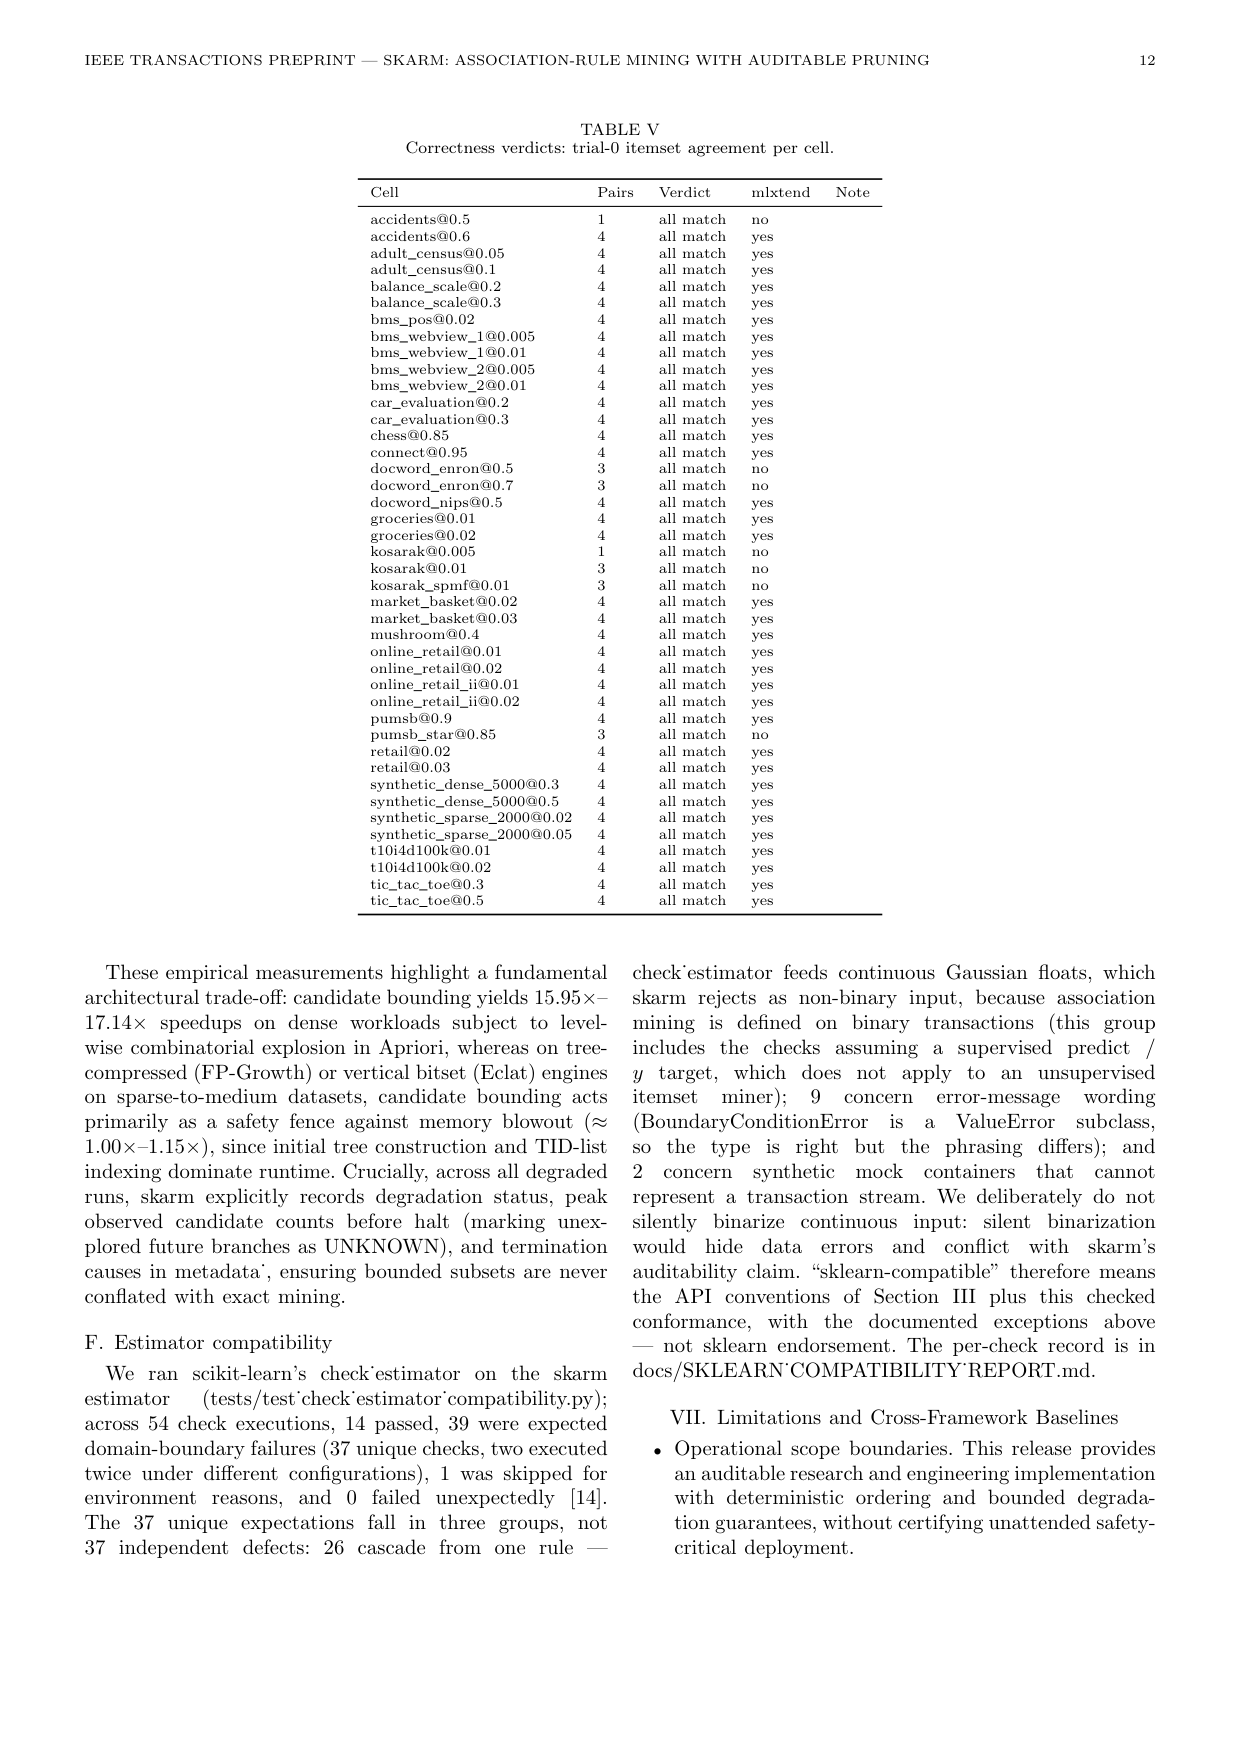 IEEE TRANSACTIONS PREPRINT — SKARM: ASSOCIATION-RULE MINING WITH AUDITABLE PRUNING 12
TABLE V
Correctness verdicts: trial-0 itemset agreement per cell.
Cell Pairs Verdict mlxtend Note
accidents@0.5 1 all match no
accidents@0.6 4 all match yes
adult_census@0.05 4 all match yes
adult_census@0.1 4 all match yes
balance_scale@0.2 4 all match yes
balance_scale@0.3 4 all match yes
bms_pos@0.02 4 all match yes
bms_webview_1@0.005 4 all match yes
bms_webview_1@0.01 4 all match yes
bms_webview_2@0.005 4 all match yes
bms_webview_2@0.01 4 all match yes
car_evaluation@0.2 4 all match yes
car_evaluation@0.3 4 all match yes
chess@0.85 4 all match yes
connect@0.95 4 all match yes
docword_enron@0.5 3 all match no
docword_enron@0.7 3 all match no
docword_nips@0.5 4 all match yes
groceries@0.01 4 all match yes
groceries@0.02 4 all match yes
kosarak@0.005 1 all match no
kosarak@0.01 3 all match no
kosarak_spmf@0.01 3 all match no
market_basket@0.02 4 all match yes
market_basket@0.03 4 all match yes
mushroom@0.4 4 all match yes
online_retail@0.01 4 all match yes
online_retail@0.02 4 all match yes
online_retail_ii@0.01 4 all match yes
online_retail_ii@0.02 4 all match yes
pumsb@0.9 4 all match yes
pumsb_star@0.85 3 all match no
retail@0.02 4 all match yes
retail@0.03 4 all match yes
synthetic_dense_5000@0.3 4 all match yes
synthetic_dense_5000@0.5 4 all match yes
synthetic_sparse_2000@0.02 4 all match yes
synthetic_sparse_2000@0.05 4 all match yes
t10i4d100k@0.01 4 all match yes
t10i4d100k@0.02 4 all match yes
tic_tac_toe@0.3 4 all match yes
tic_tac_toe@0.5 4 all match yes
These empirical measurements highlight a fundamental
architectural trade-off: candidate bounding yields 15.95×–
17.14× speedups on dense workloads subject to level-
wise combinatorial explosion in Apriori, whereas on tree-
compressed (FP-Growth) or vertical bitset (Eclat) engines
on sparse-to-medium datasets, candidate bounding acts
primarily as a safety fence against memory blowout (≈
1.00×–1.15×), since initial tree construction and TID-list
indexing dominate runtime. Crucially, across all degraded
runs, skarm explicitly records degradation status, peak
observed candidate counts before halt (marking unex-
plored future branches as UNKNOWN), and termination
causes in metadata˙, ensuring bounded subsets are never
conflated with exact mining.
F. Estimator compatibility
We ran scikit-learn’s check˙estimator on the skarm
estimator (tests/test˙check˙estimator˙compatibility.py);
across 54 check executions, 14 passed, 39 were expected
domain-boundary failures (37 unique checks, two executed
twice under different configurations), 1 was skipped for
environment reasons, and 0 failed unexpectedly [14].
The 37 unique expectations fall in three groups, not
37 independent defects: 26 cascade from one rule —
check˙estimator feeds continuous Gaussian floats, which
skarm rejects as non-binary input, because association
mining is defined on binary transactions (this group
includes the checks assuming a supervised predict /
y target, which does not apply to an unsupervised
itemset miner); 9 concern error-message wording
(BoundaryConditionError is a ValueError subclass,
so the type is right but the phrasing differs); and
2 concern synthetic mock containers that cannot
represent a transaction stream. We deliberately do not
silently binarize continuous input: silent binarization
would hide data errors and conflict with skarm’s
auditability claim. “sklearn-compatible” therefore means
the API conventions of Section III plus this checked
conformance, with the documented exceptions above
— not sklearn endorsement. The per-check record is in
docs/SKLEARN˙COMPATIBILITY˙REPORT.md.
VII. Limitations and Cross-Framework Baselines
• Operational scope boundaries. This release provides
an auditable research and engineering implementation
with deterministic ordering and bounded degrada-
tion guarantees, without certifying unattended safety-
critical deployment.